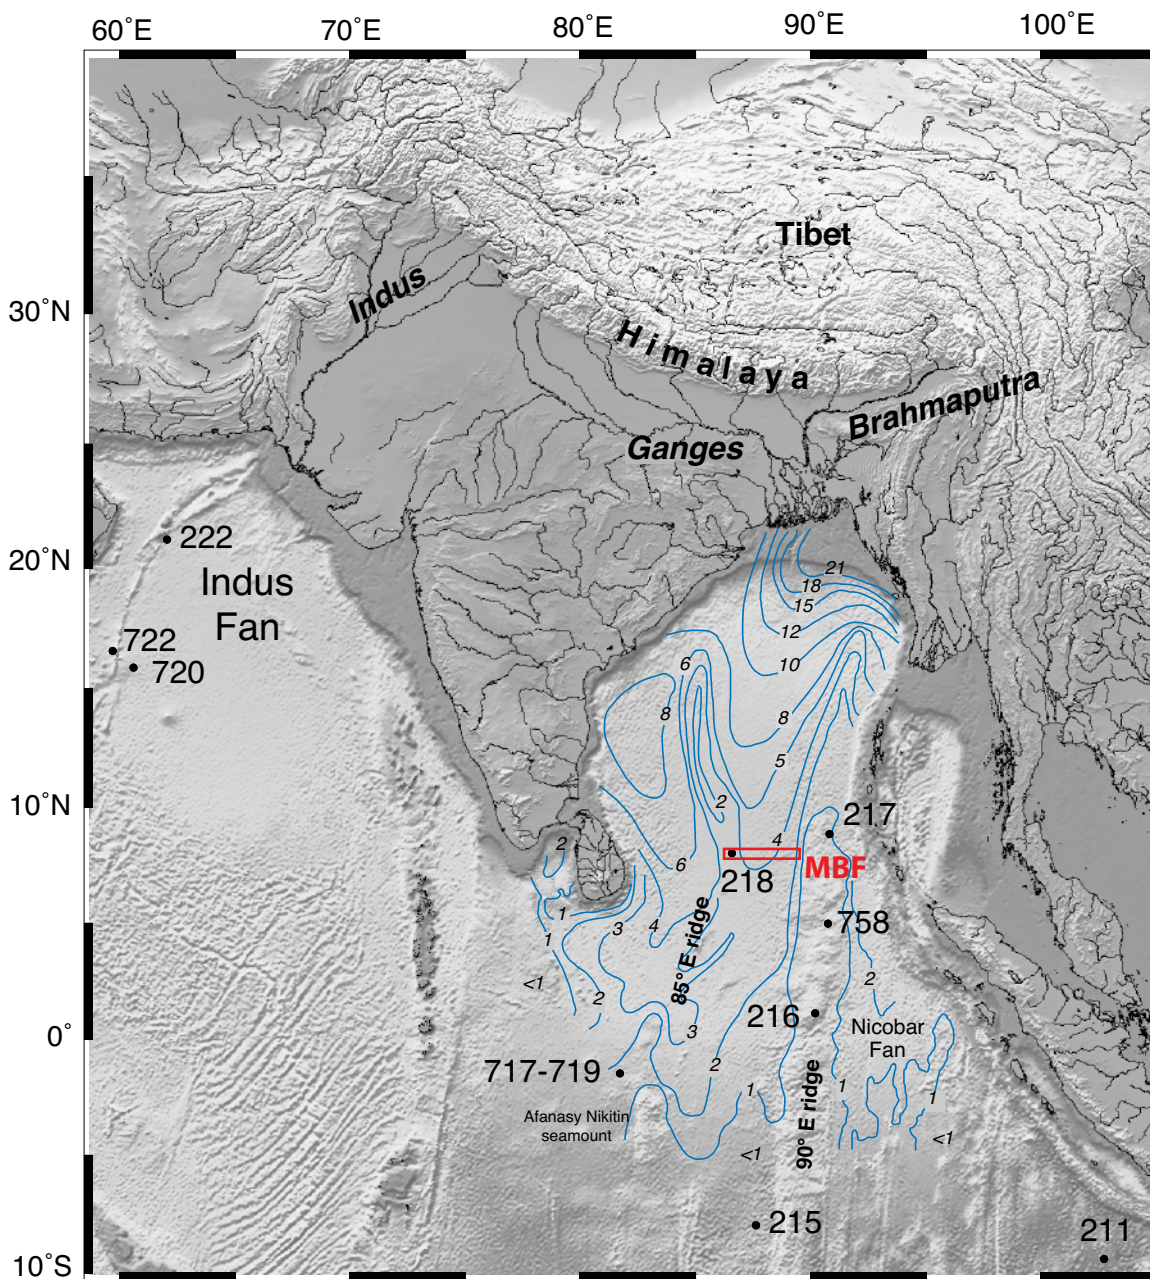 60°E 70°E 80°E 90°E 100°E
Tibet
Indus
30°N
Himalaya
Brahmaputra
Ganges
222
20°N
21
Indus
Fan
18
15
722
12
720
6
10
8
8
5
10°N
2
217
2
4
6
MBF
218
1
3
4
758
1
85° E ridge
<1
2
2
216
Nicobar
Fan
0°
3
717-719
2
1
1
1
Afanasy Nikitin
seamount
90° E ridge
<1
<1
215
211
10°S